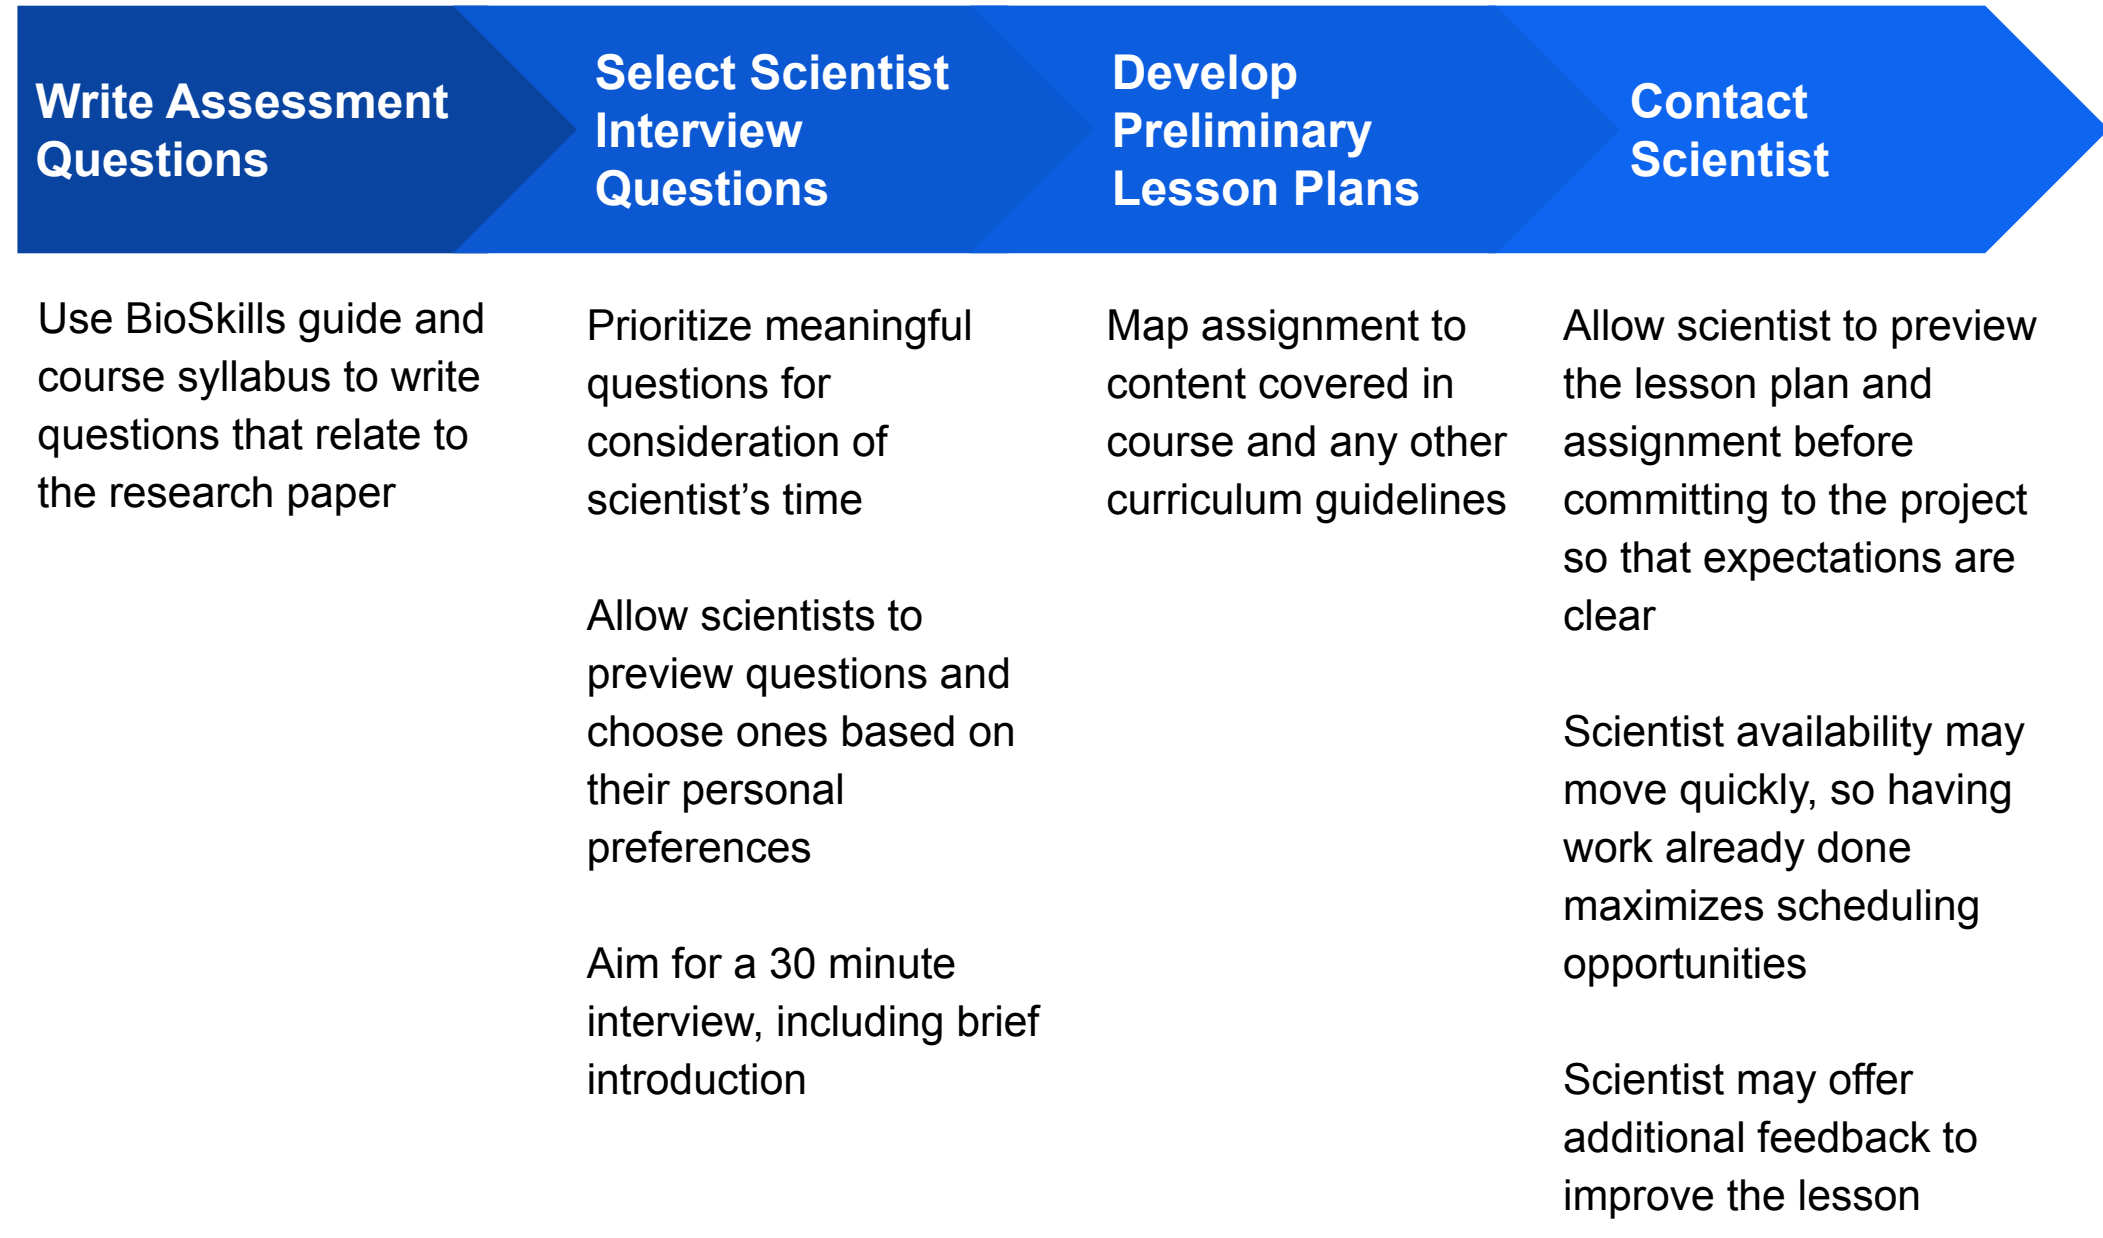 Write Assessment
Questions
Select Scientist
Interview
Questions
Develop
Preliminary
Lesson Plans
Contact
Scientist
Use BioSkills guide and
course syllabus to write
questions that relate to
the research paper
Prioritize meaningful
questions for
consideration of
scientist’s time
Allow scientists to
preview questions and
choose ones based on
their personal
preferences
Aim for a 30 minute
interview, including brief
introduction
Map assignment to
content covered in
course and any other
curriculum guidelines
Allow scientist to preview
the lesson plan and
assignment before
committing to the project
so that expectations are
clear
Scientist availability may
move quickly, so having
work already done
maximizes scheduling
opportunities
Scientist may offer
additional feedback to
improve the lesson